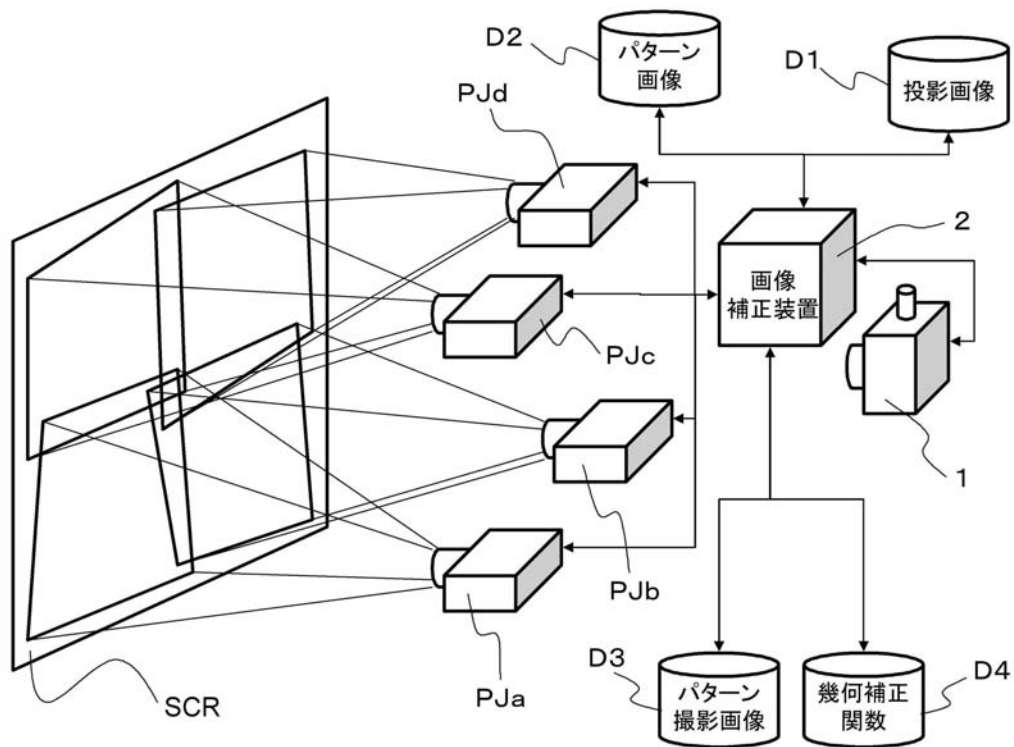 D2
パターン
画像
D1
投影画像
PJd
2
画像
補正装置
PJc
1
PJb
PJa
SCR
D3
パターン
撮影画像
幾何補正
関数
D4